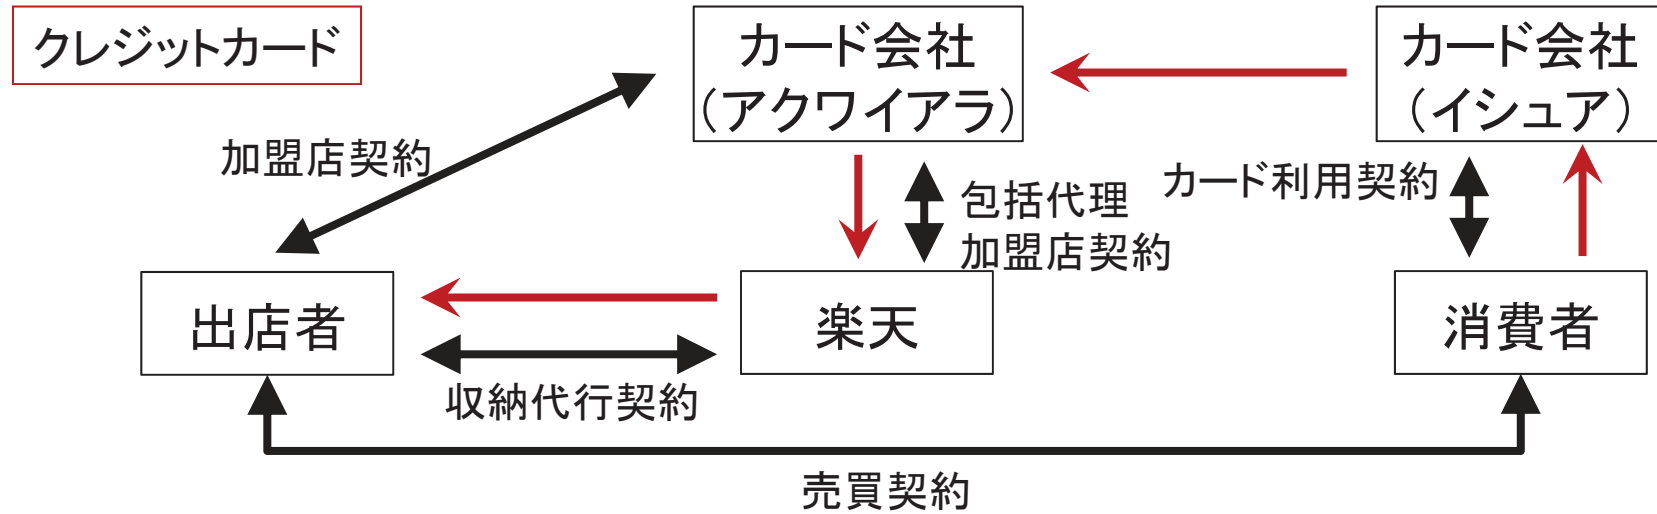 クレジットカード
カード会社
（アクワイアラ）
カード会社
（イシュア）
加盟店契約
包括代理
加盟店契約
カード利用契約
出店者
楽天
消費者
収納代行契約
売買契約